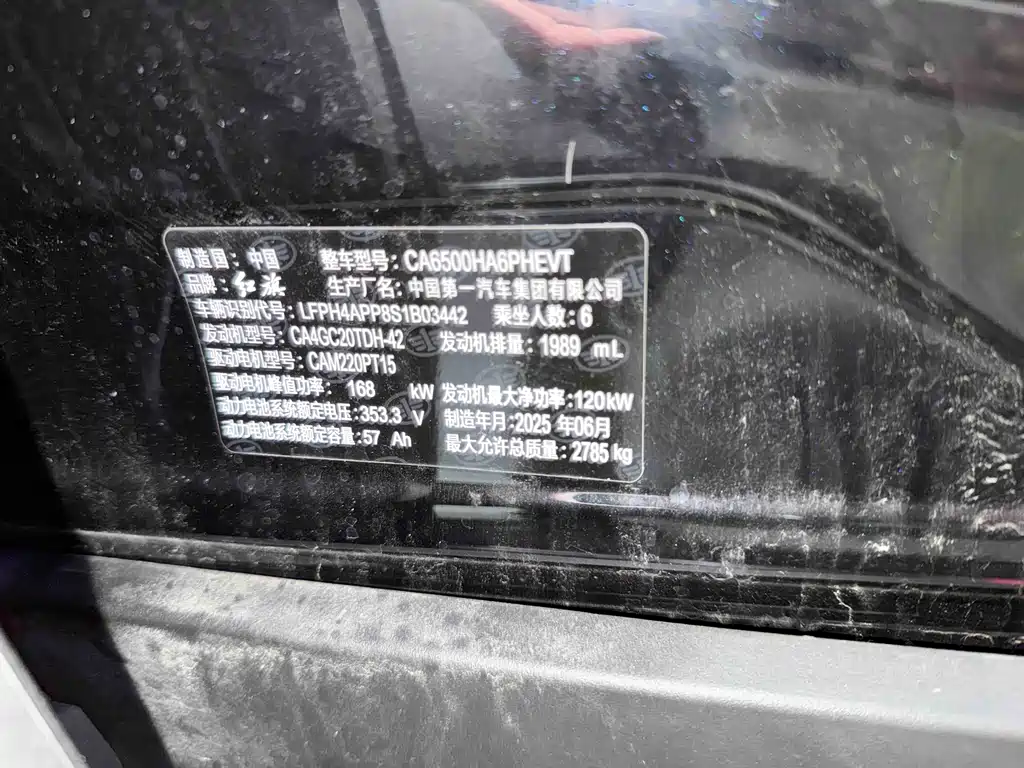 制造国：中国 整车型号：CA6500HA6PHEVT
品牌：红旗 生产厂名：中国第一汽车集团有限公司
车辆识别代号：LFPH4APP8S1B03442 乘坐人数：6
发动机型号：CA4GC20TDH-42 发动机排量：1989 mL
驱动电机型号：CAM220PT15
驱动电机峰值功率：168 kW 发动机最大净功率：120kW
动力电池系统额定电压：353.3 V 制造年月：2025 年06月
动力电池系统额定容量：57 Ah 最大允许总质量：2785 kg